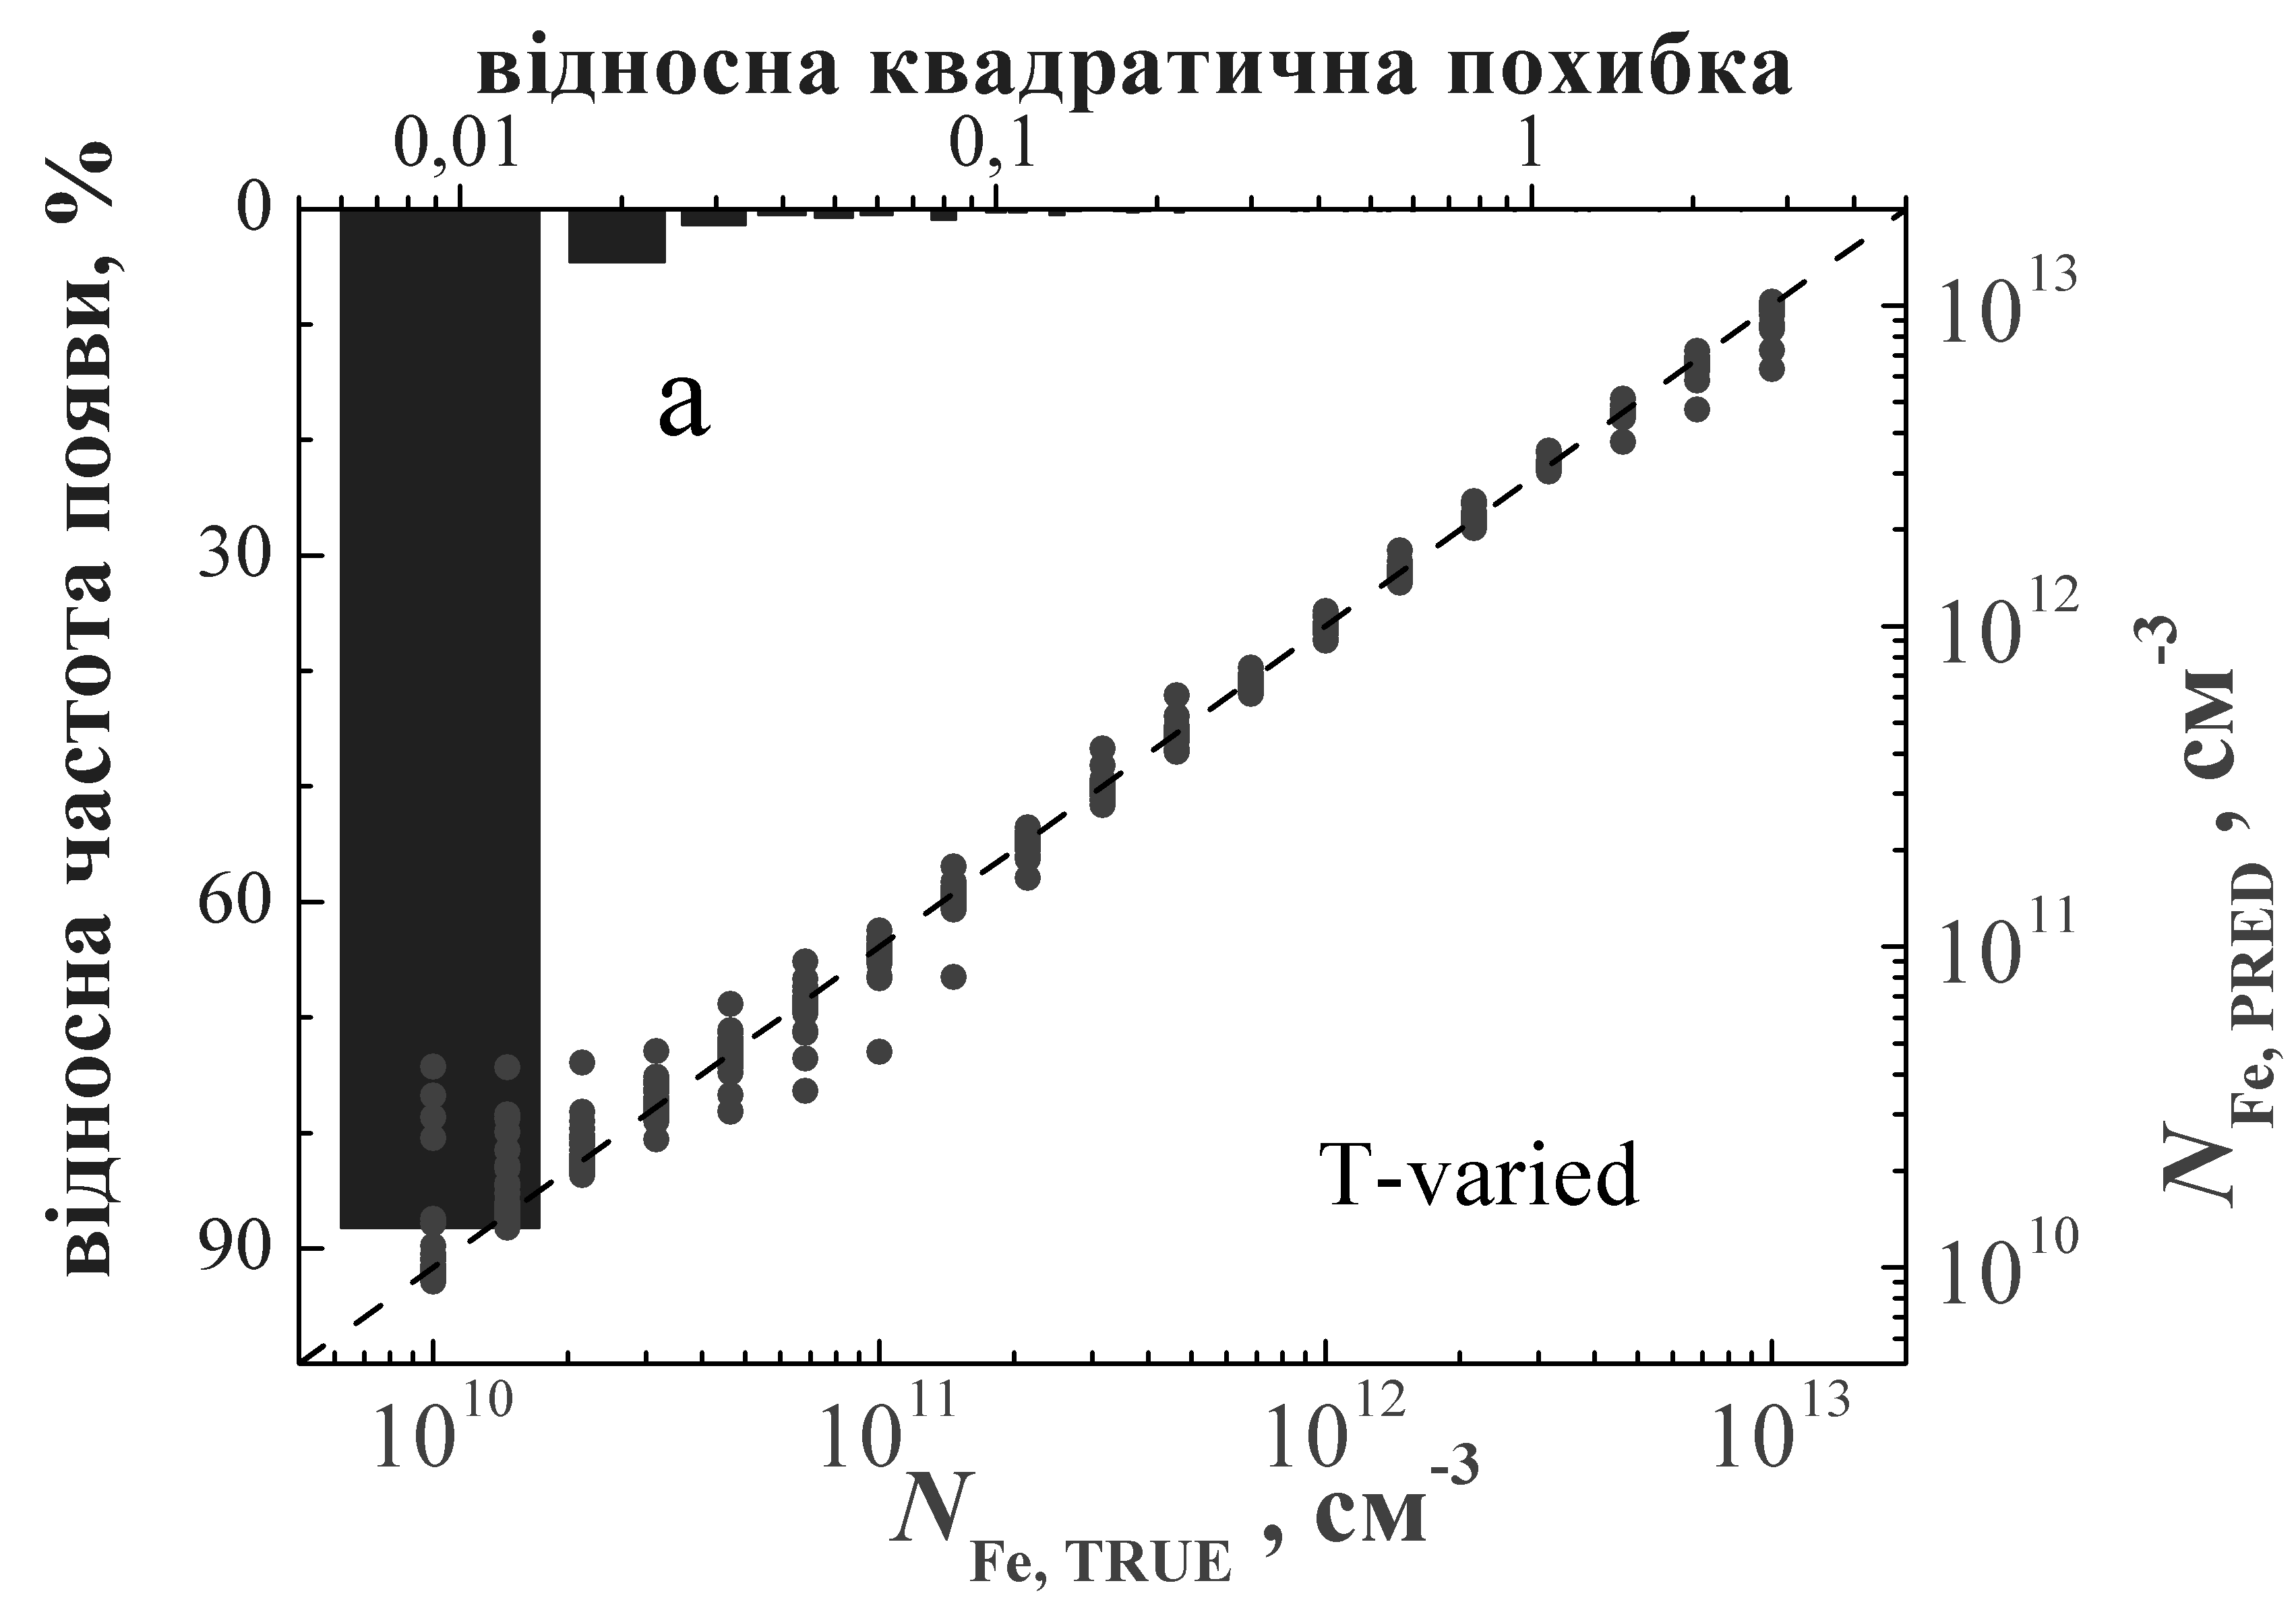 відносна квадратична похибка
0,01 0,1 1
відносна частота появи, %
0
30
60
90
a
T-varied
10^13
10^12
10^11
10^10
N Fe, PRED , см^-3
10^10 10^11 10^12 10^13
N Fe, TRUE , см^-3